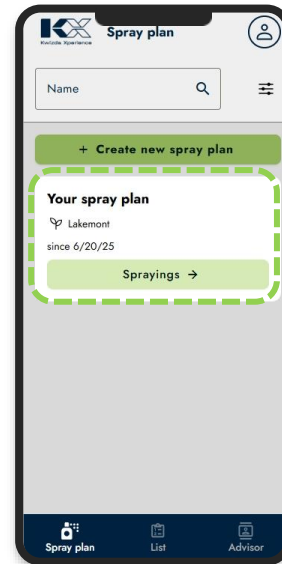 KX
Kwizda Xperience
Spray plan
Name
+ Create new spray plan
Your spray plan
Lakemont
since 6/20/25
Sprayings →
Spray plan
List
Advisor